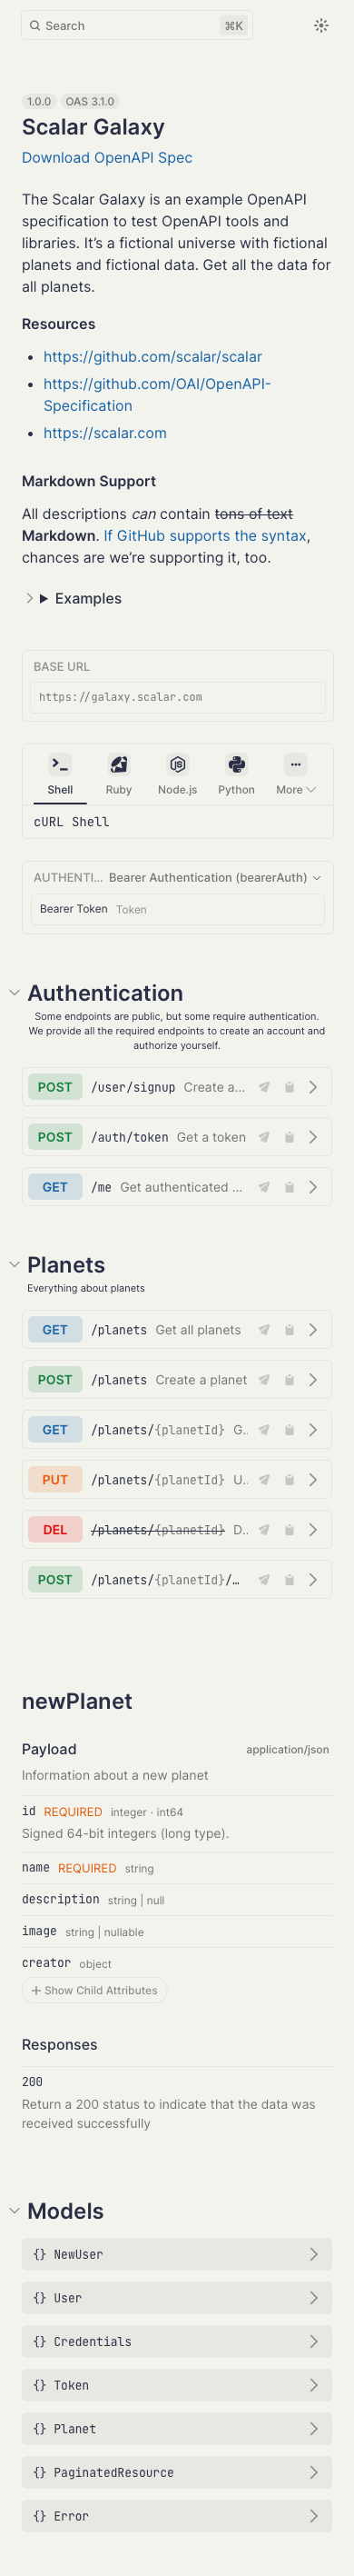 Search ⌘K
1.0.0 OAS 3.1.0
Scalar Galaxy
Download OpenAPI Spec
The Scalar Galaxy is an example OpenAPI
specification to test OpenAPI tools and
libraries. It’s a fictional universe with fictional
planets and fictional data. Get all the data for
all planets.
Resources
• https://github.com/scalar/scalar
• https://github.com/OAI/OpenAPI-
Specification
• https://scalar.com
Markdown Support
All descriptions can contain tons of text
Markdown. If GitHub supports the syntax,
chances are we’re supporting it, too.
Examples
BASE URL
https://galaxy.scalar.com
Shell Ruby Node.js Python More
cURL Shell
AUTHENTI... Bearer Authentication (bearerAuth)
Bearer Token Token
Authentication
Some endpoints are public, but some require authentication.
We provide all the required endpoints to create an account and
authorize yourself.
POST /user/signup Create a...
POST /auth/token Get a token
GET /me Get authenticated ...
Planets
Everything about planets
GET /planets Get all planets
POST /planets Create a planet
GET /planets/{planetId} G..
PUT /planets/{planetId} U..
DEL /planets/{planetId} D..
POST /planets/{planetId}/…
newPlanet
Payload application/json
Information about a new planet
id REQUIRED integer · int64
Signed 64-bit integers (long type).
name REQUIRED string
description string | null
image string | nullable
creator object
Show Child Attributes
Responses
200
Return a 200 status to indicate that the data was
received successfully
Models
{} NewUser
{} User
{} Credentials
{} Token
{} Planet
{} PaginatedResource
{} Error